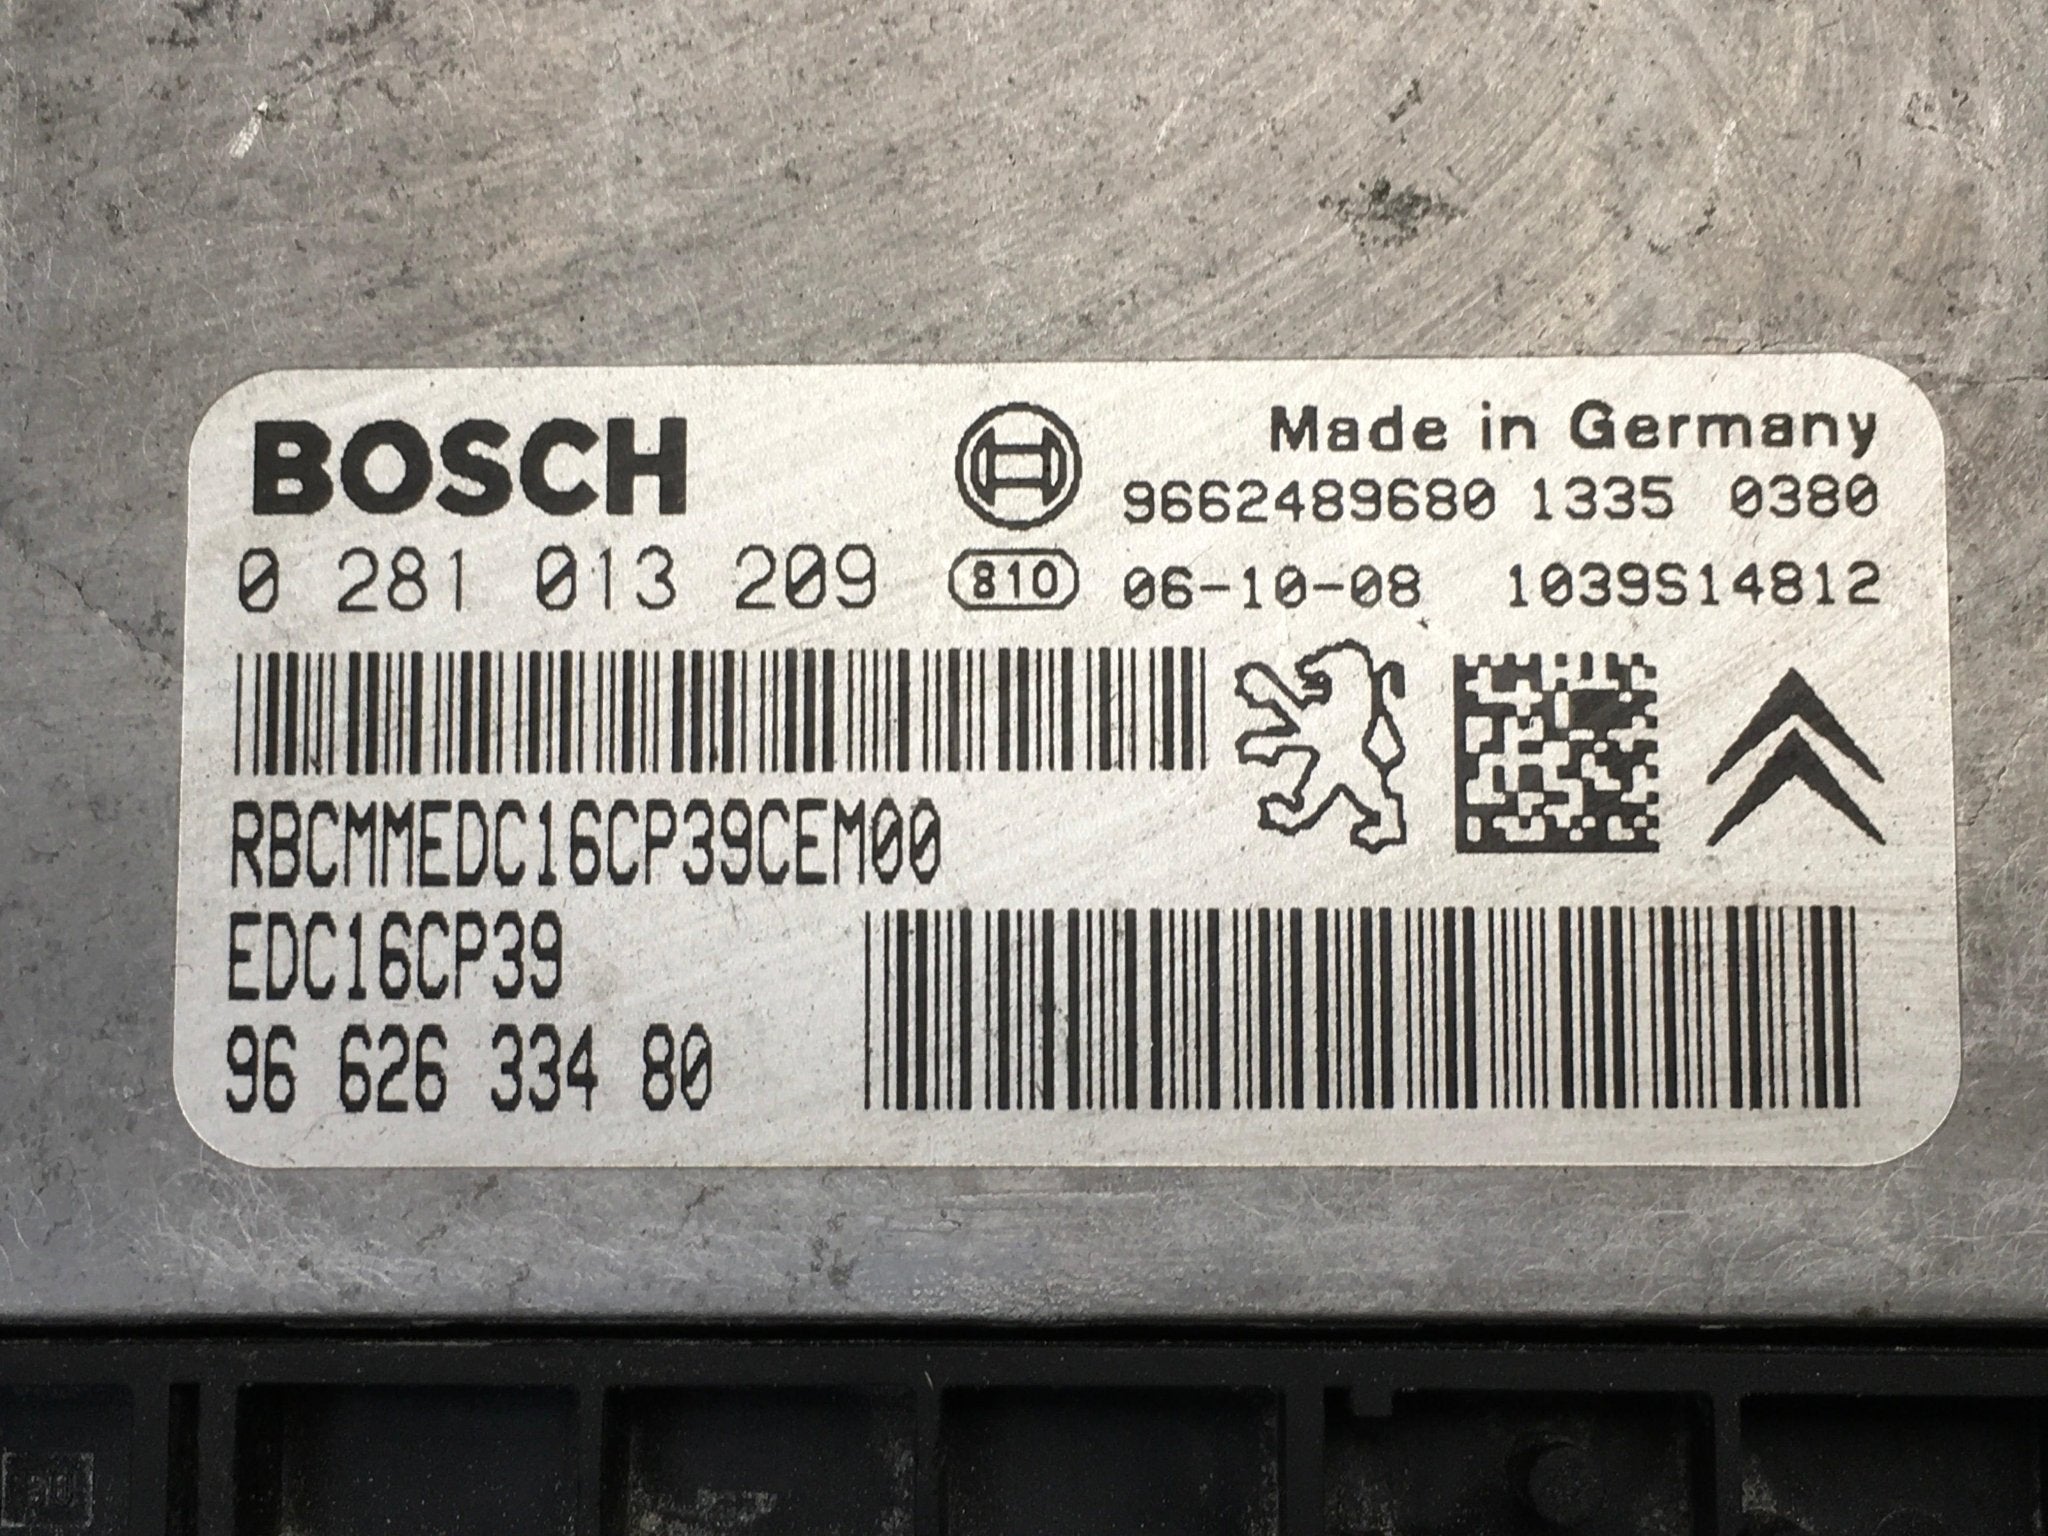 BOSCH
Made in Germany
9662489680 1335 0380
0 281 013 209
810
06-10-08 1039S14812
RBCMMEDC16CP39CEM00
EDC16CP39
96 626 334 80